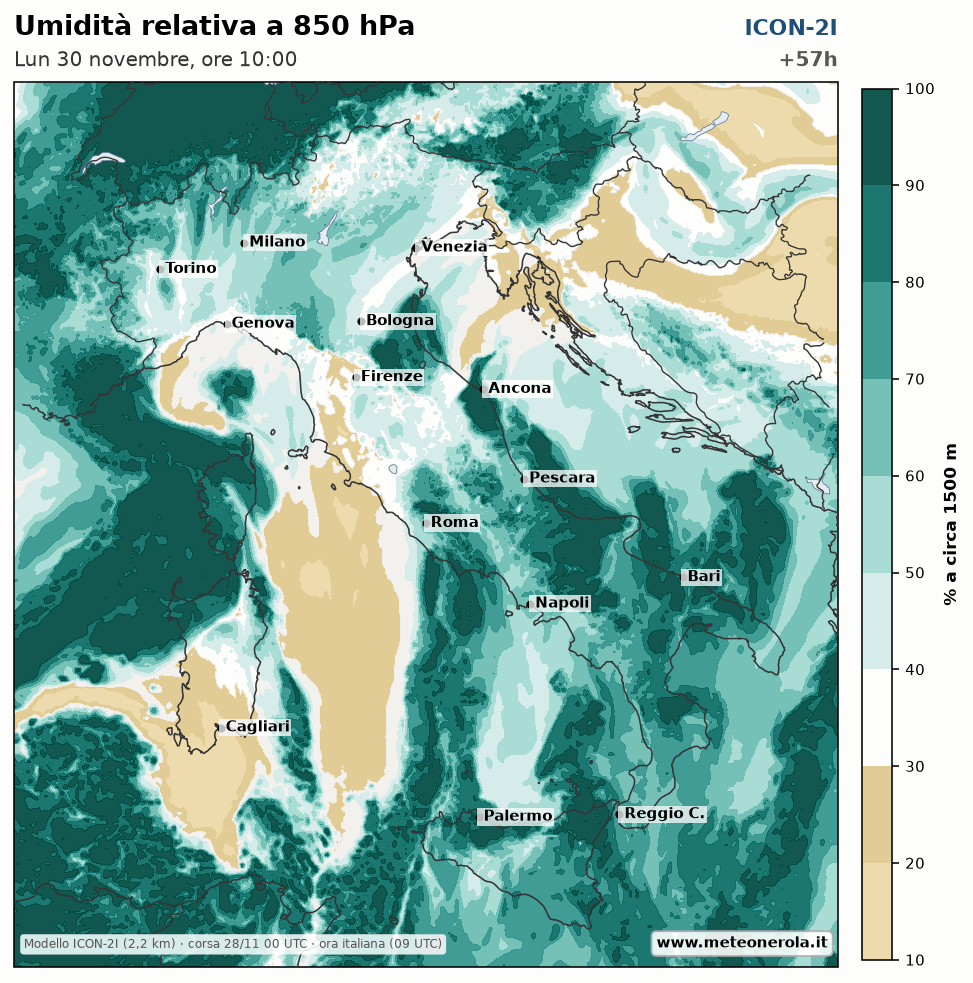 Umidità relativa a 850 hPa
ICON-2I
Lun 30 novembre, ore 10:00
+57h
Milano
Venezia
Torino
Genova
Bologna
Firenze
Ancona
Pescara
Roma
Bari
Napoli
Cagliari
Palermo
Reggio C.
100
90
80
70
60
50
40
30
20
10
% a circa 1500 m
Modello ICON-2I (2,2 km) · corsa 28/11 00 UTC · ora italiana (09 UTC)
www.meteonerola.it